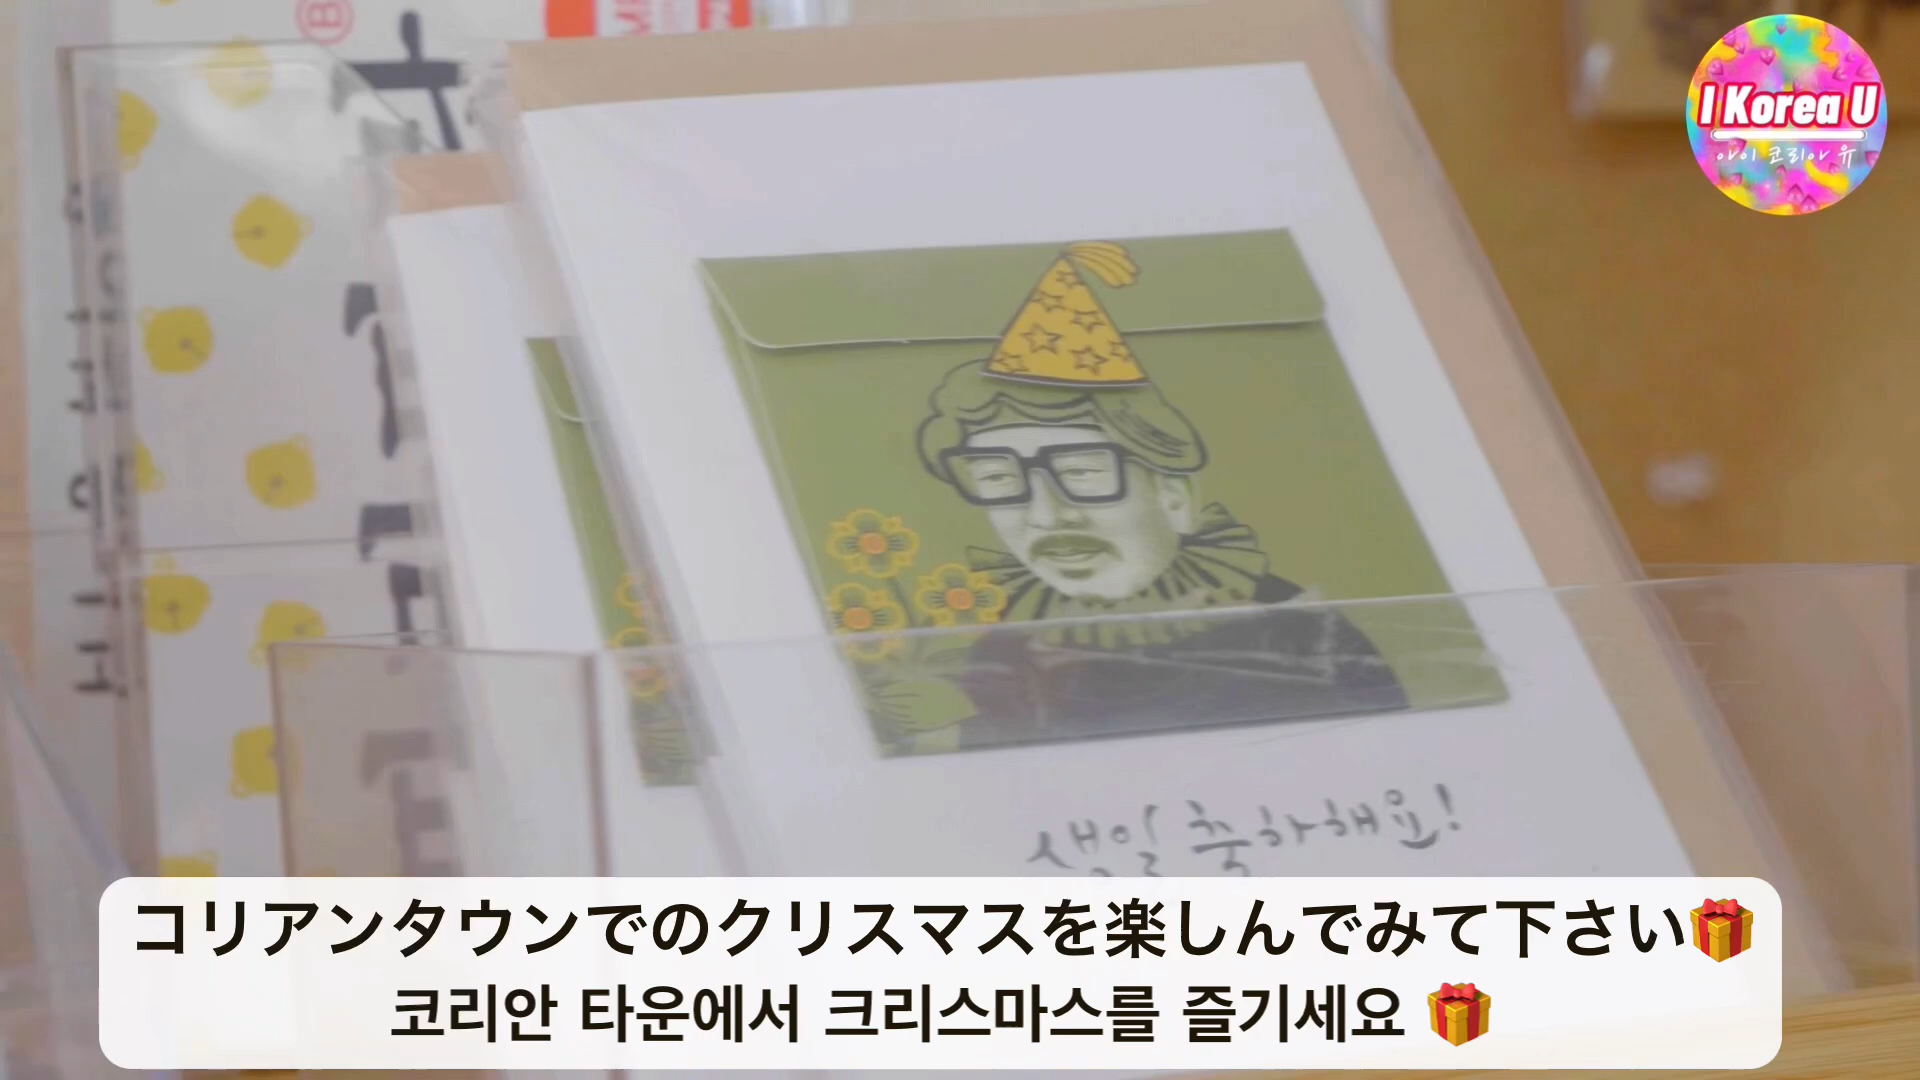 I Korea U
아이 코리아 유
생일 축하해요!
コリアンタウンでのクリスマスを楽しんでみて下さい🎁
코리안 타운에서 크리스마스를 즐기세요 🎁